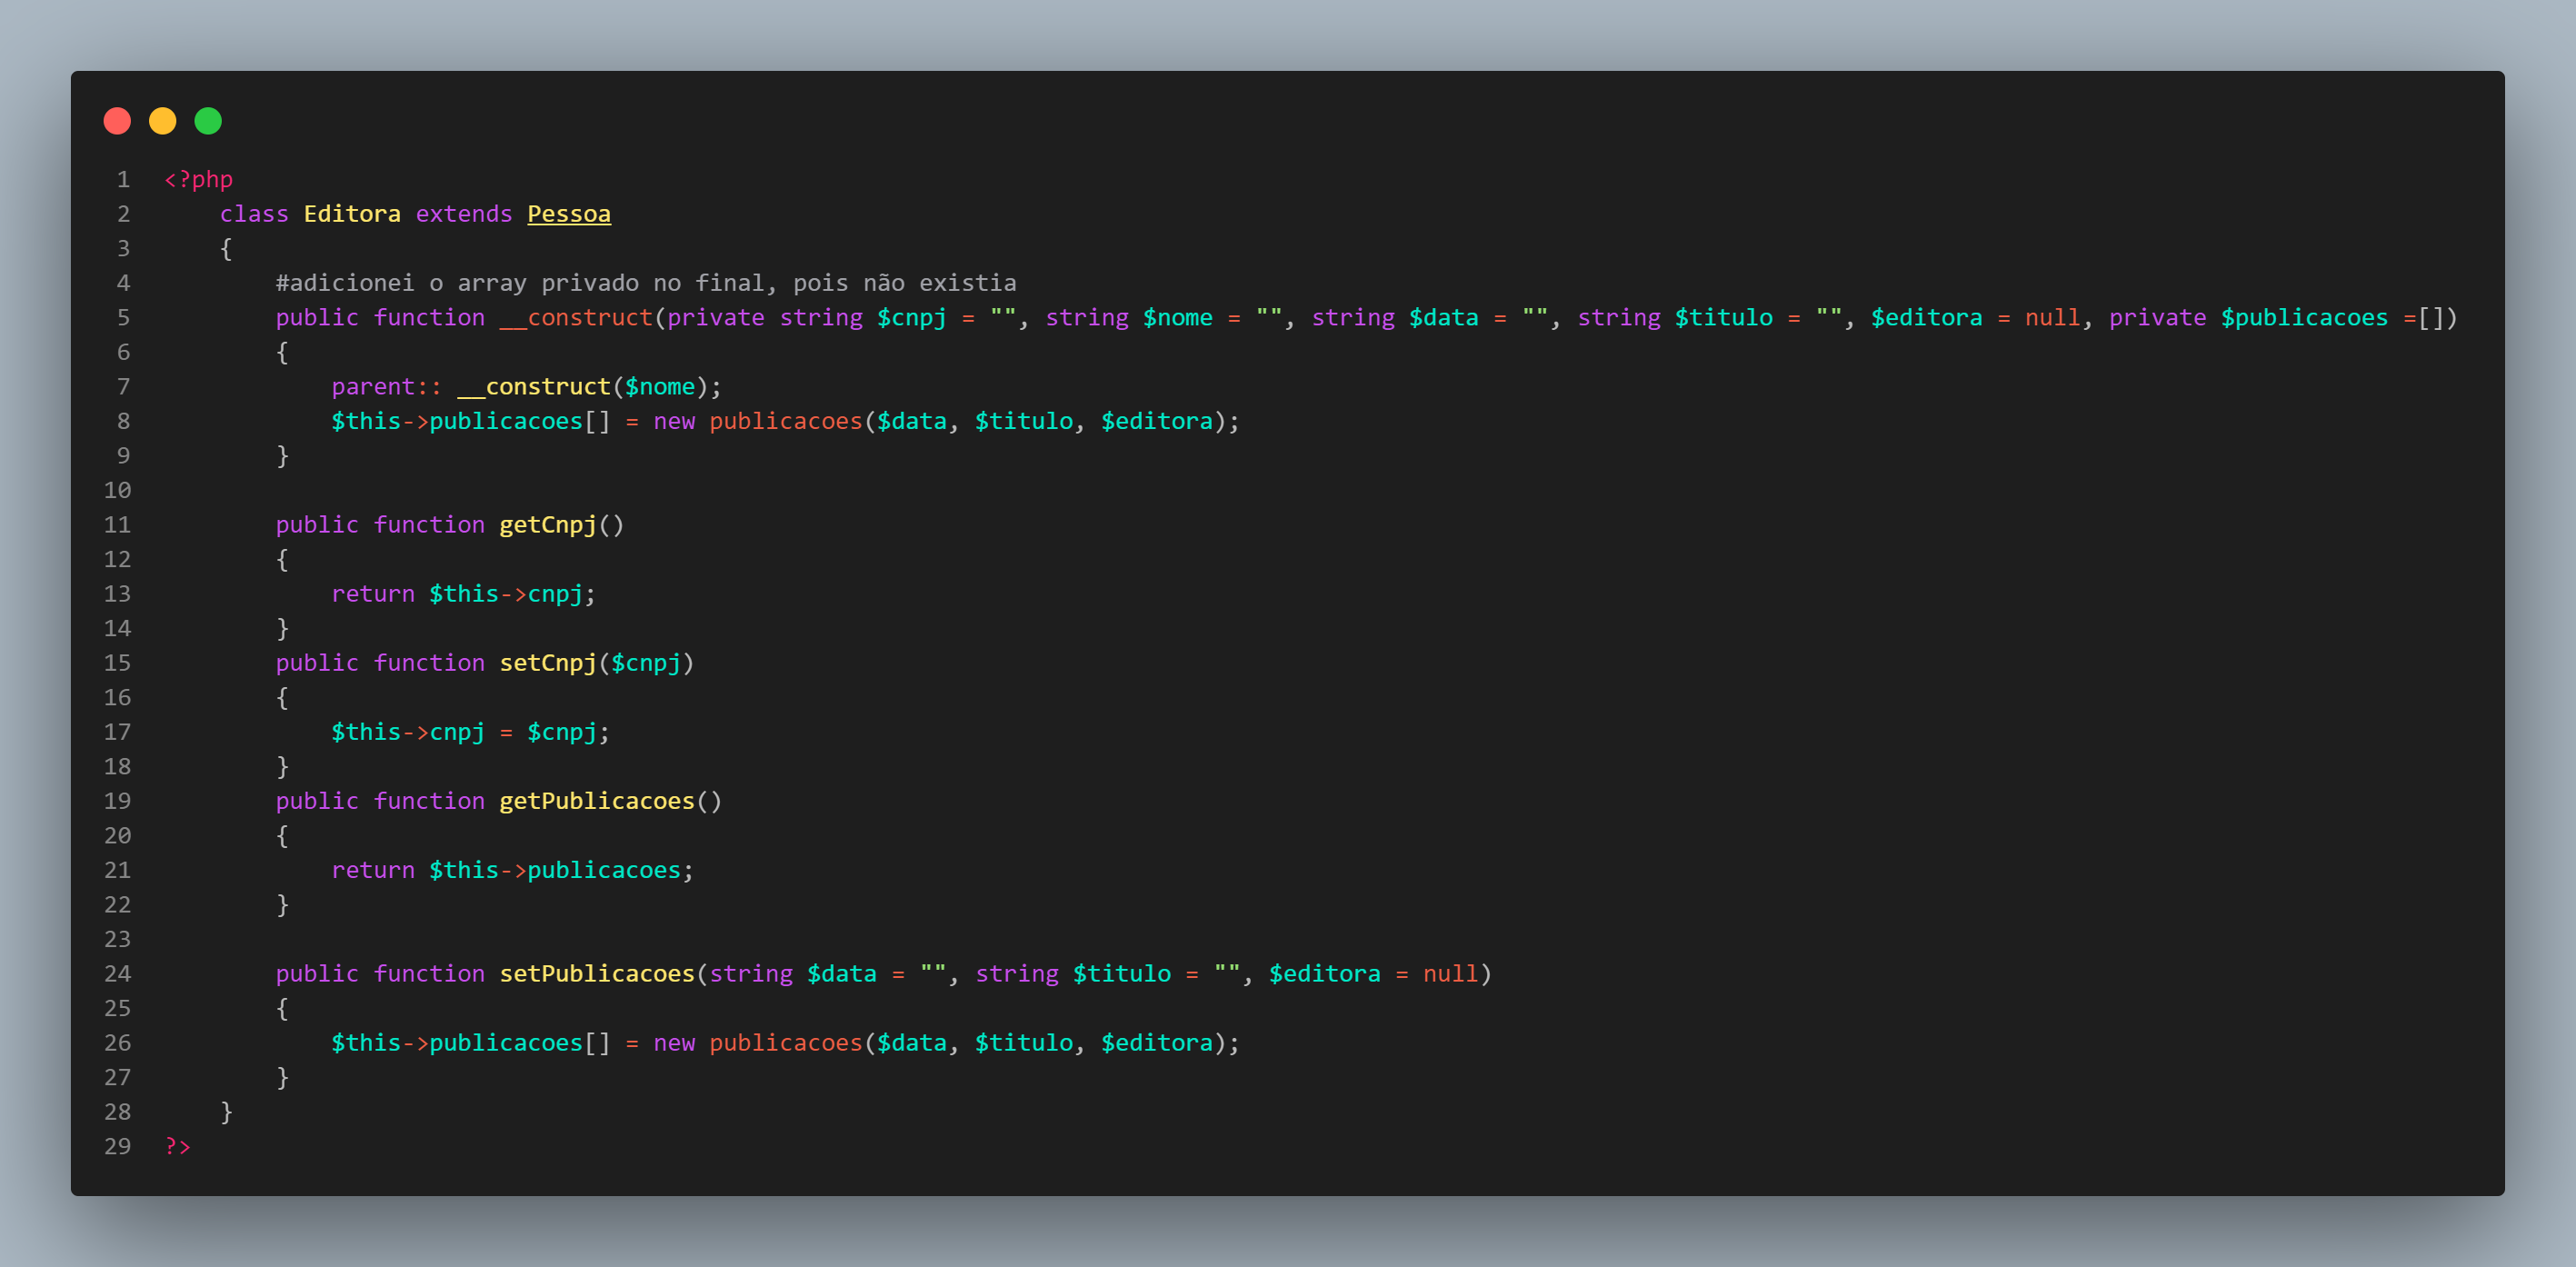 1 <?php
2     class Editora extends Pessoa
3     {
4         #adicionei o array privado no final, pois não existia
5         public function __construct(private string $cnpj = "", string $nome = "", string $data = "", string $titulo = "", $editora = null, private $publicacoes =[])
6         {
7             parent:: __construct($nome);
8             $this->publicacoes[] = new publicacoes($data, $titulo, $editora);
9         }
10
11         public function getCnpj()
12         {
13             return $this->cnpj;
14         }
15         public function setCnpj($cnpj)
16         {
17             $this->cnpj = $cnpj;
18         }
19         public function getPublicacoes()
20         {
21             return $this->publicacoes;
22         }
23
24         public function setPublicacoes(string $data = "", string $titulo = "", $editora = null)
25         {
26             $this->publicacoes[] = new publicacoes($data, $titulo, $editora);
27         }
28     }
29 ?>